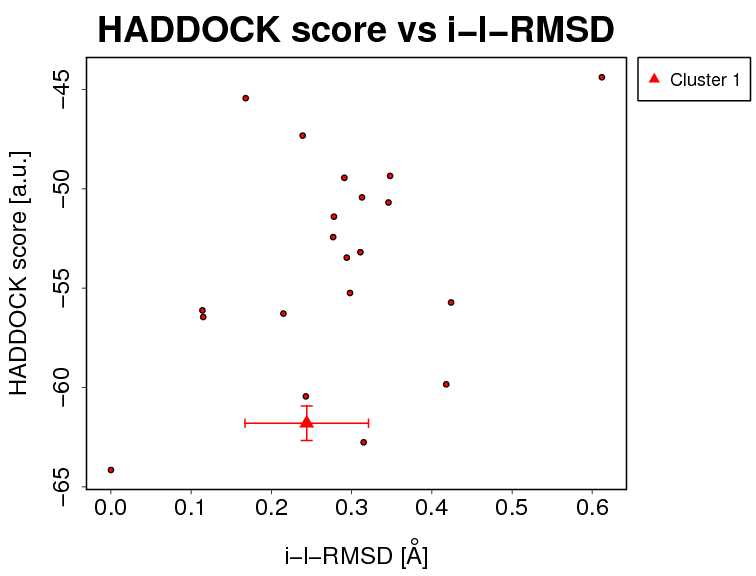 HADDOCK score vs i−l−RMSD
Cluster 1
HADDOCK score [a.u.]
−45
−50
−55
−60
−65
0.0 0.1 0.2 0.3 0.4 0.5 0.6
i−l−RMSD [Å]